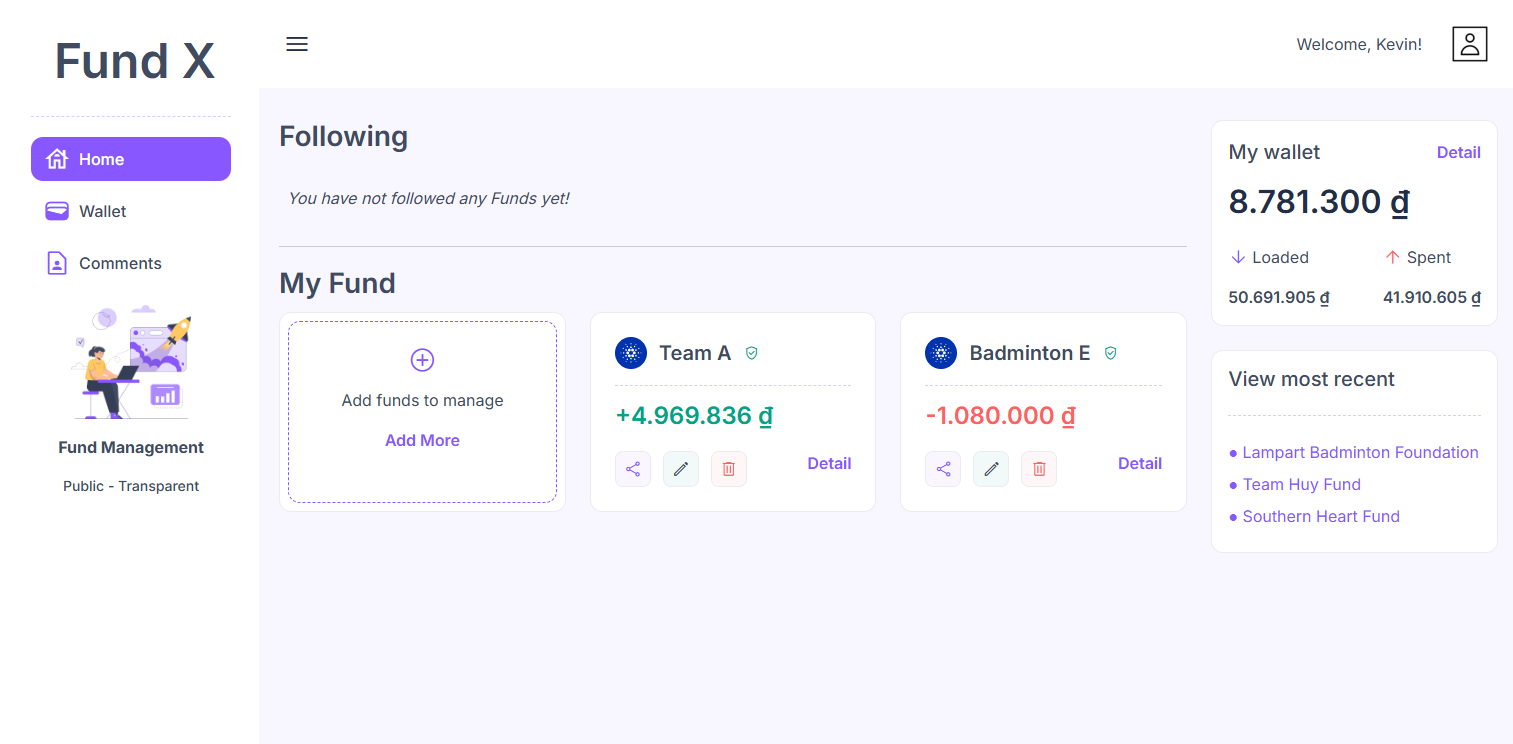 Fund X
Home
Wallet
Comments
Fund Management
Public - Transparent
Welcome, Kevin!
Following
You have not followed any Funds yet!
My Fund
Add funds to manage
Add More
Team A
+4.969.836 ₫
Detail
Badminton E
-1.080.000 ₫
Detail
My wallet Detail
8.781.300 ₫
Loaded Spent
50.691.905 ₫ 41.910.605 ₫
View most recent
Lampart Badminton Foundation
Team Huy Fund
Southern Heart Fund